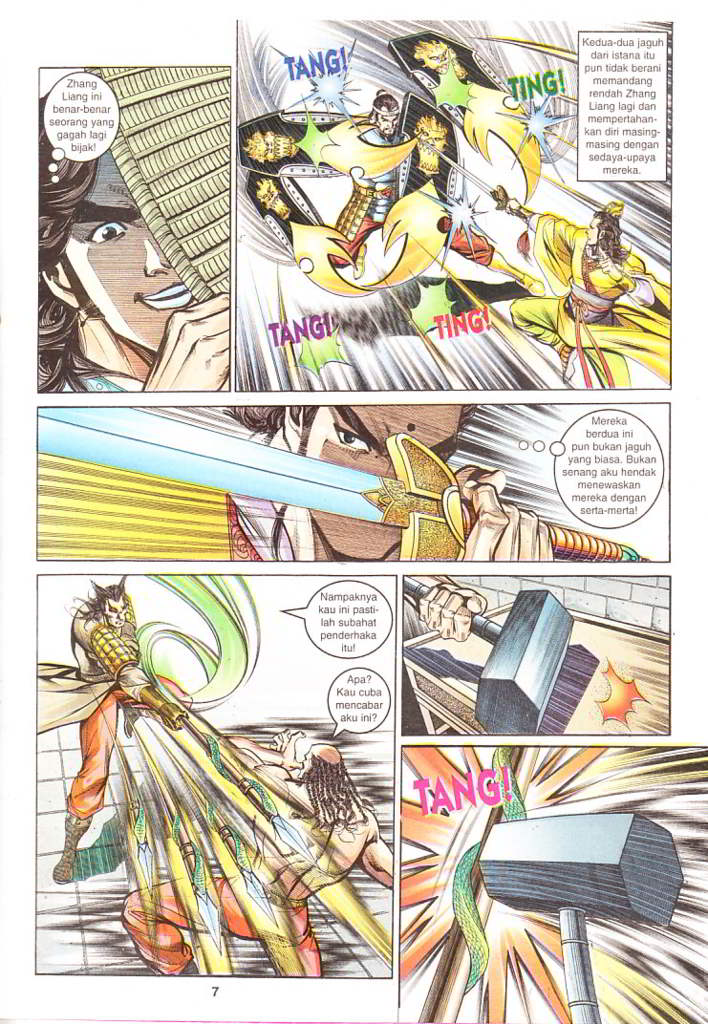 Zhang
Liang ini
benar-benar
seorang yang
gagah lagi
bijak!
TANG!
TING!
Kedua-dua jaguh
dari istana itu
pun tidak berani
memandang
rendah Zhang
Liang lagi dan
mempertahan-
kan diri masing-
masing dengan
sedaya-upaya
mereka.
TANG!
TING!
Mereka
berdua ini
pun bukan jaguh
yang biasa. Bukan
senang aku hendak
menewaskan
mereka dengan
serta-merta!
Nampaknya
kau ini pasti-
lah subahat
penderhaka
itu!
Apa?
Kau cuba
mencabar
aku ini?
TANG!
7